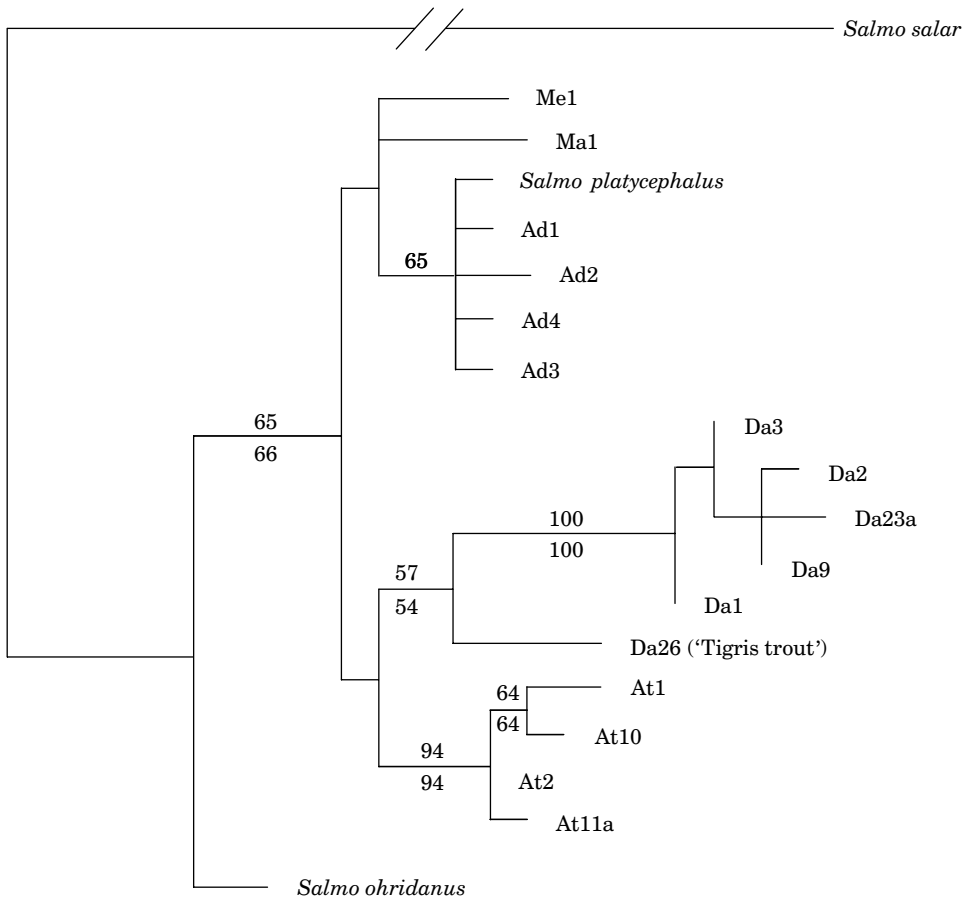 Salmo salar
Me1
Ma1
Salmo platycephalus
Ad1
65
Ad2
Ad4
Ad3
65
66
Da3
Da2
100
Da23a
100
Da9
57
54
Da1
Da26 (‘Tigris trout’)
64
At1
64
At10
94
94
At2
At11a
Salmo ohridanus